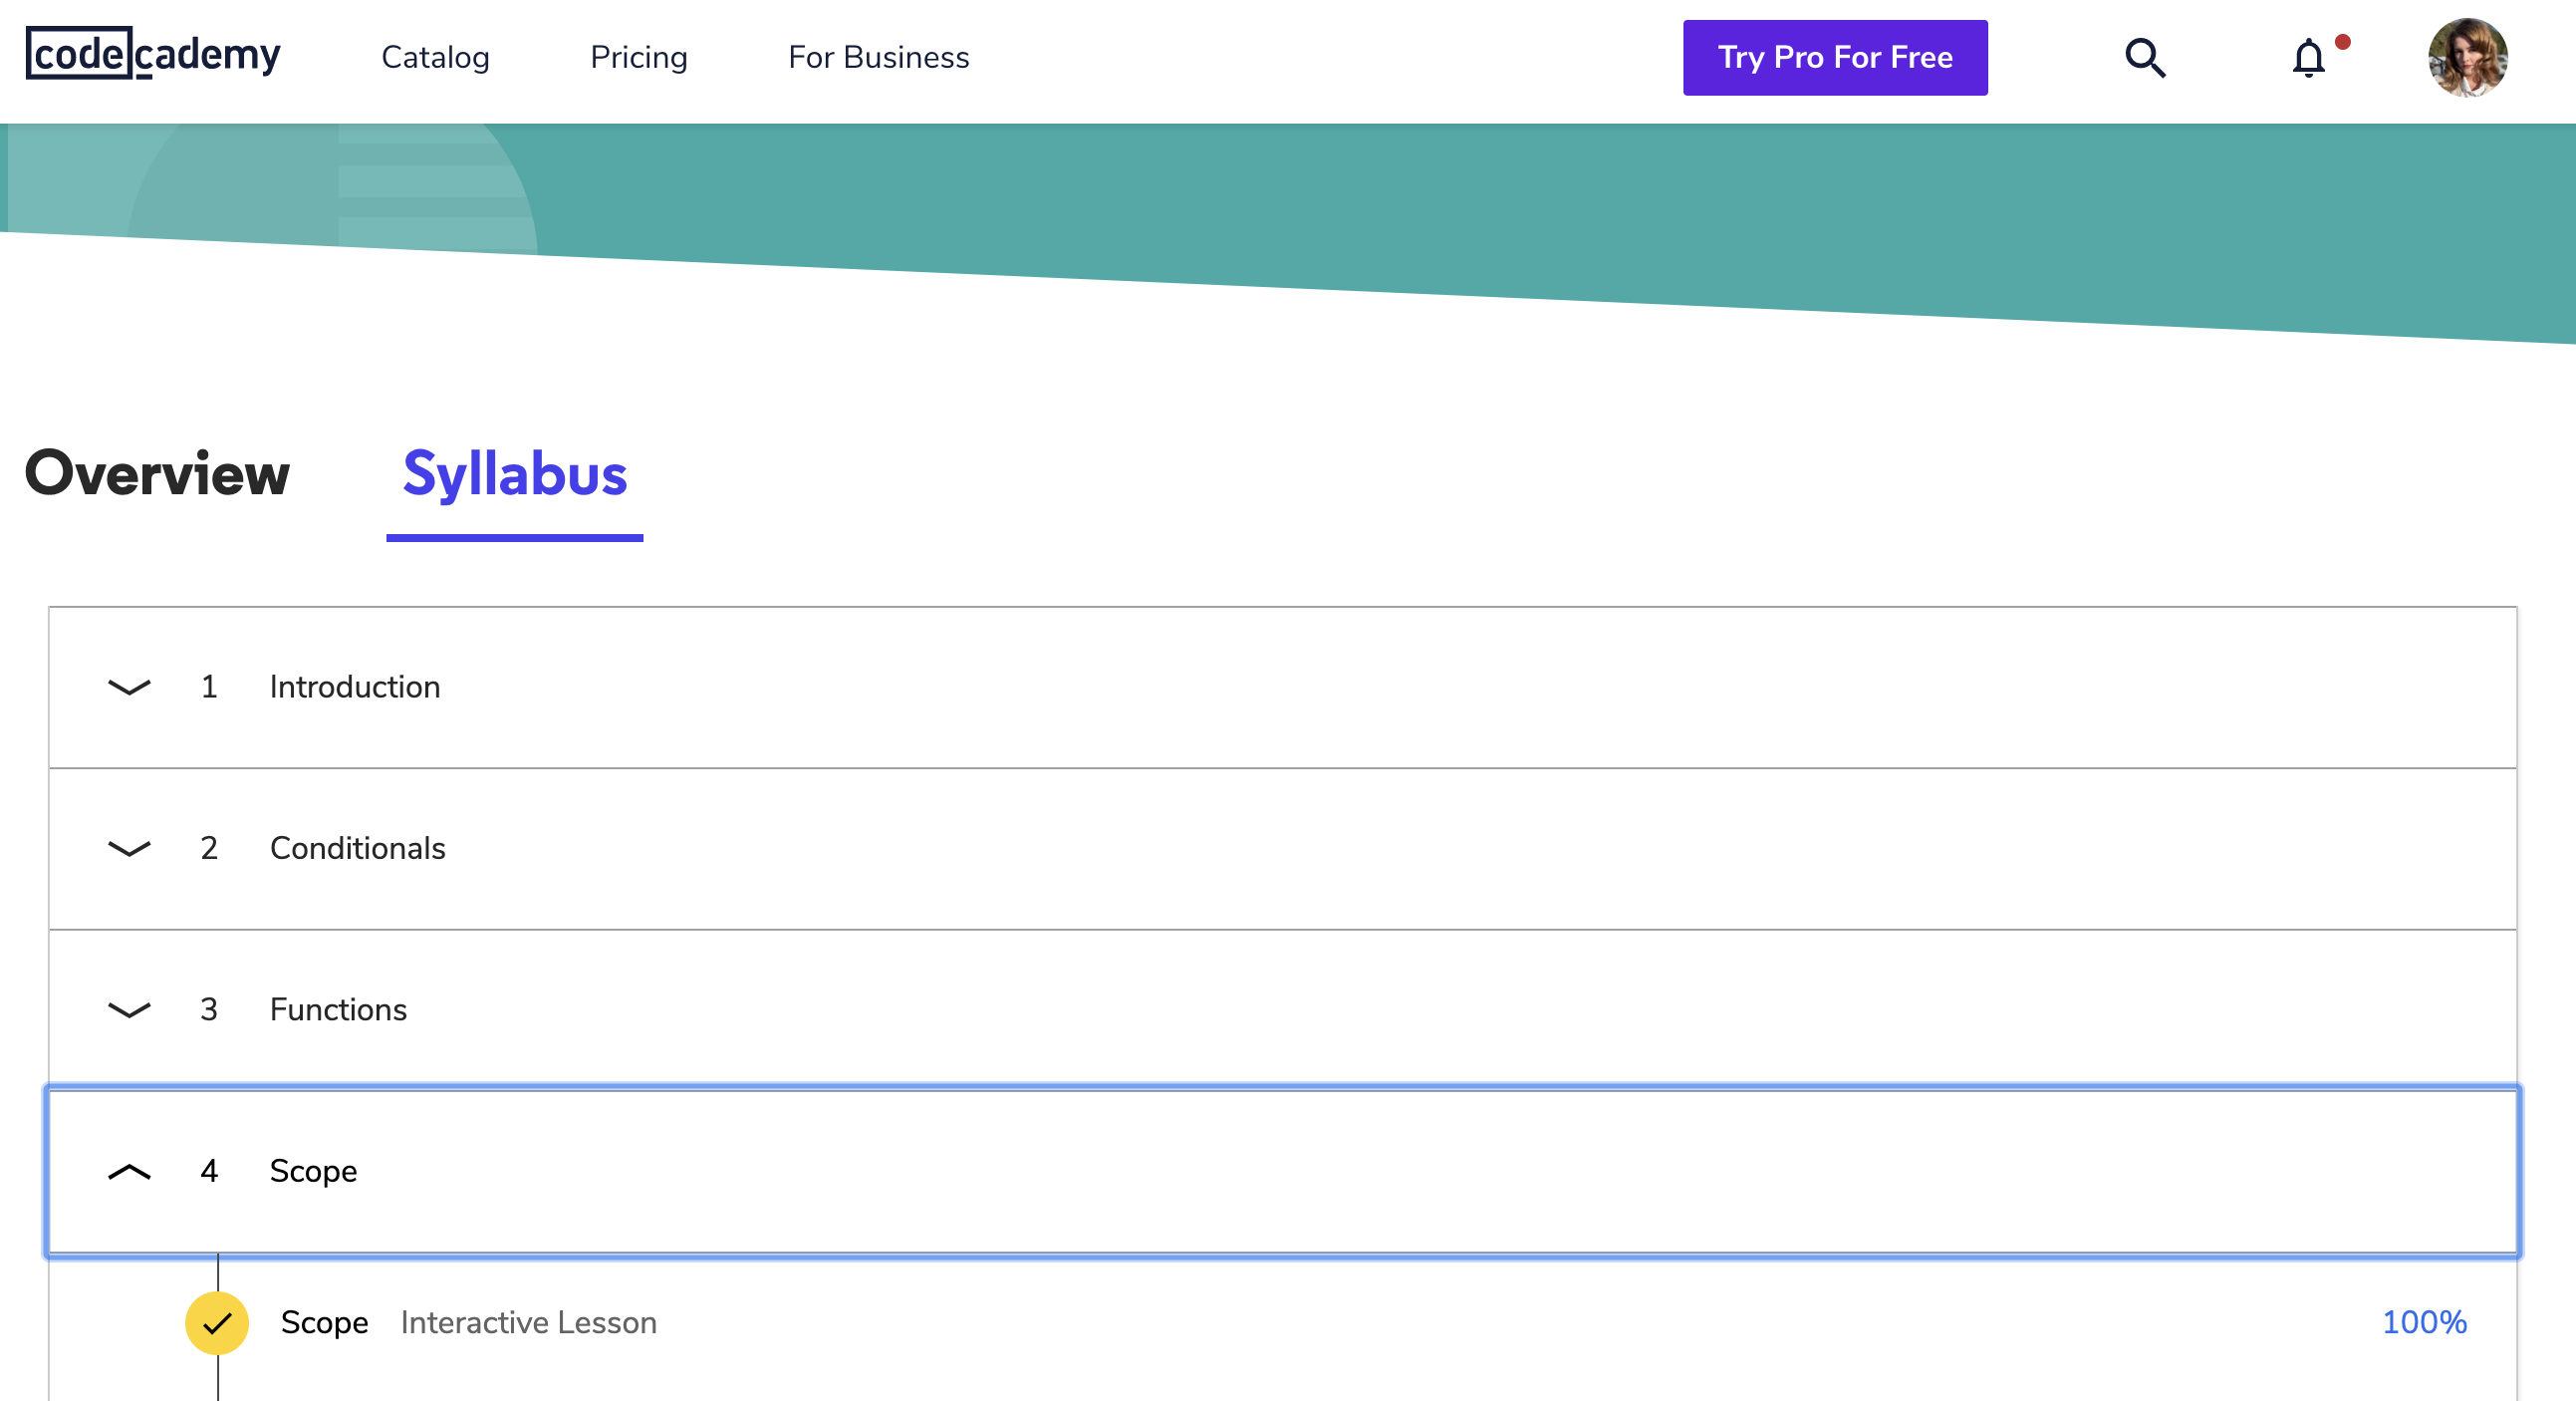 codecademy Catalog Pricing For Business Try Pro For Free
Overview Syllabus
1 Introduction
2 Conditionals
3 Functions
4 Scope
Scope Interactive Lesson 100%